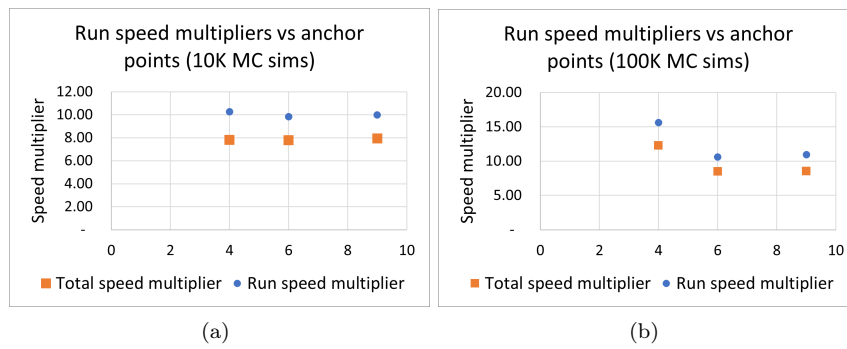 Run speed multipliers vs anchor
points (10K MC sims)
Speed multiplier
12.00
10.00
8.00
6.00
4.00
2.00
-
0 2 4 6 8 10
Total speed multiplier Run speed multiplier
(a)
Run speed multipliers vs anchor
points (100K MC sims)
Speed multiplier
20.00
15.00
10.00
5.00
-
0 2 4 6 8 10
Total speed multiplier Run speed multiplier
(b)